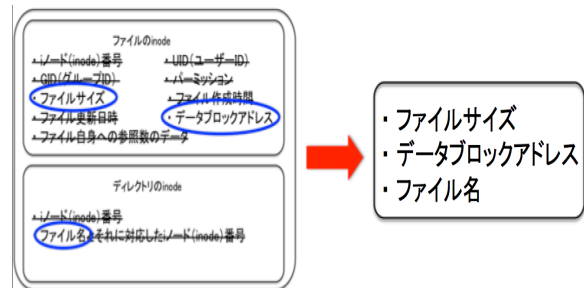 ファイルのinode
・iノード(inode)番号
・UID(ユーザーID)
・GID(グループID)
・パーミッション
・ファイルサイズ
・ファイル作成時間
・ファイル更新日時
・データブロックアドレス
・ファイル自身への参照数のデータ
ディレクトリのinode
・iノード(inode)番号
・ファイル名とそれに対応したiノード(inode)番号
・ファイルサイズ
・データブロックアドレス
・ファイル名